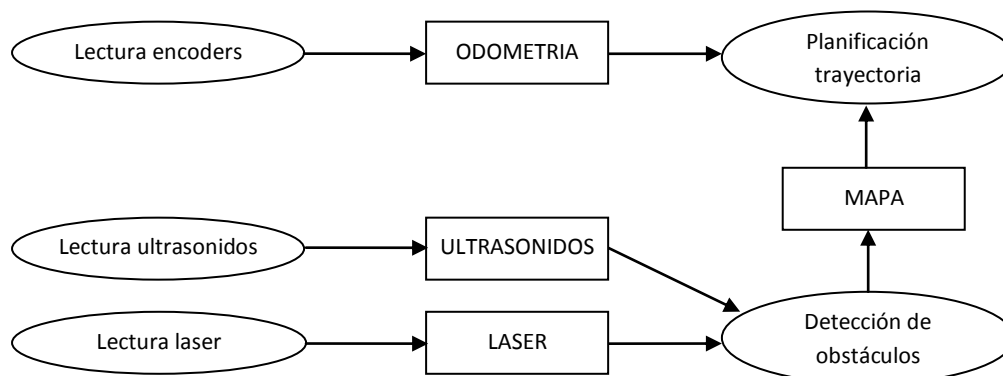 Lectura encoders
ODOMETRIA
Planificación
trayectoria
MAPA
Lectura ultrasonidos
ULTRASONIDOS
Lectura laser
LASER
Detección de
obstáculos